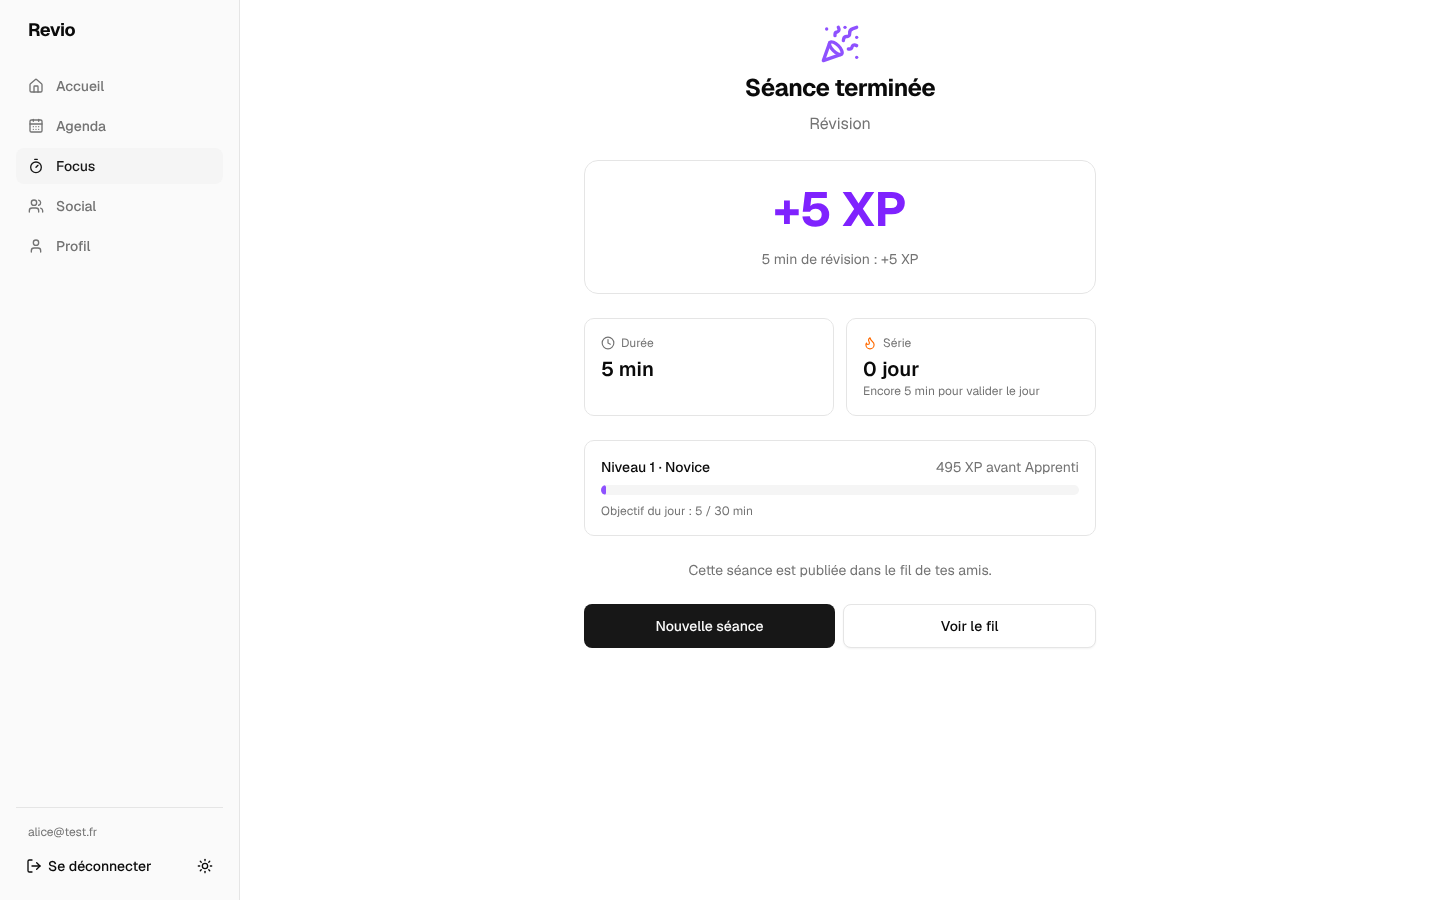 Revio
Accueil
Agenda
Focus
Social
Profil
alice@test.fr
Se déconnecter
Séance terminée
Révision
+5 XP
5 min de révision : +5 XP
Durée
5 min
Série
0 jour
Encore 5 min pour valider le jour
Niveau 1 · Novice
495 XP avant Apprenti
Objectif du jour : 5 / 30 min
Cette séance est publiée dans le fil de tes amis.
Nouvelle séance
Voir le fil